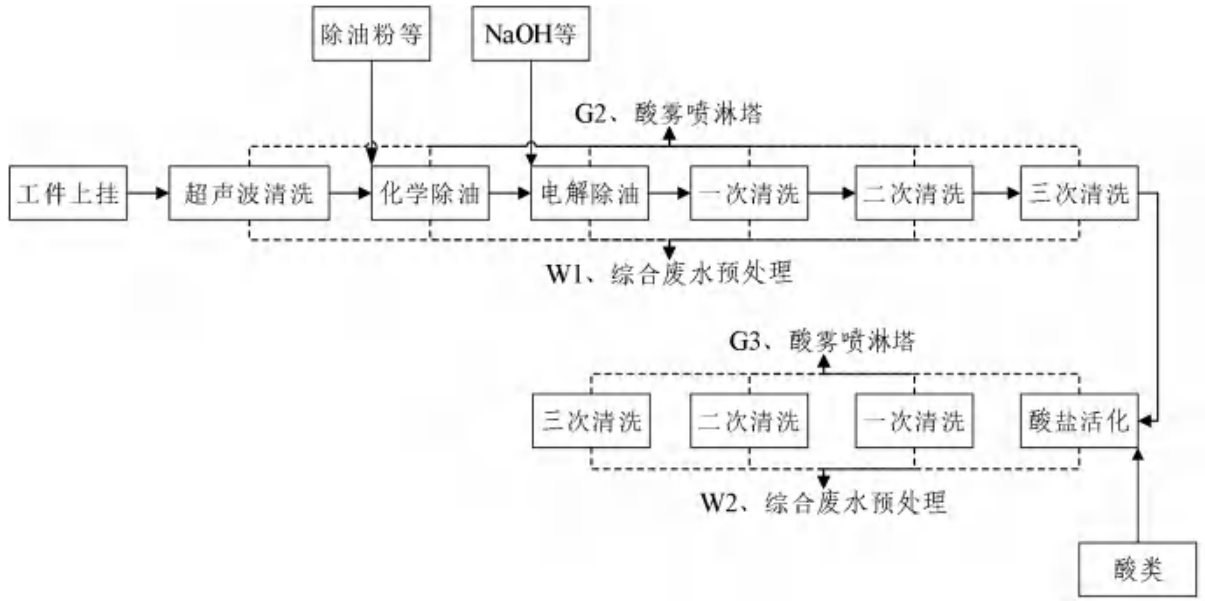 除油粉等
NaOH等
G2、酸雾喷淋塔
工件上挂
超声波清洗
化学除油
电解除油
一次清洗
二次清洗
三次清洗
W1、综合废水预处理
G3、酸雾喷淋塔
三次清洗
二次清洗
一次清洗
酸盐活化
W2、综合废水预处理
酸类